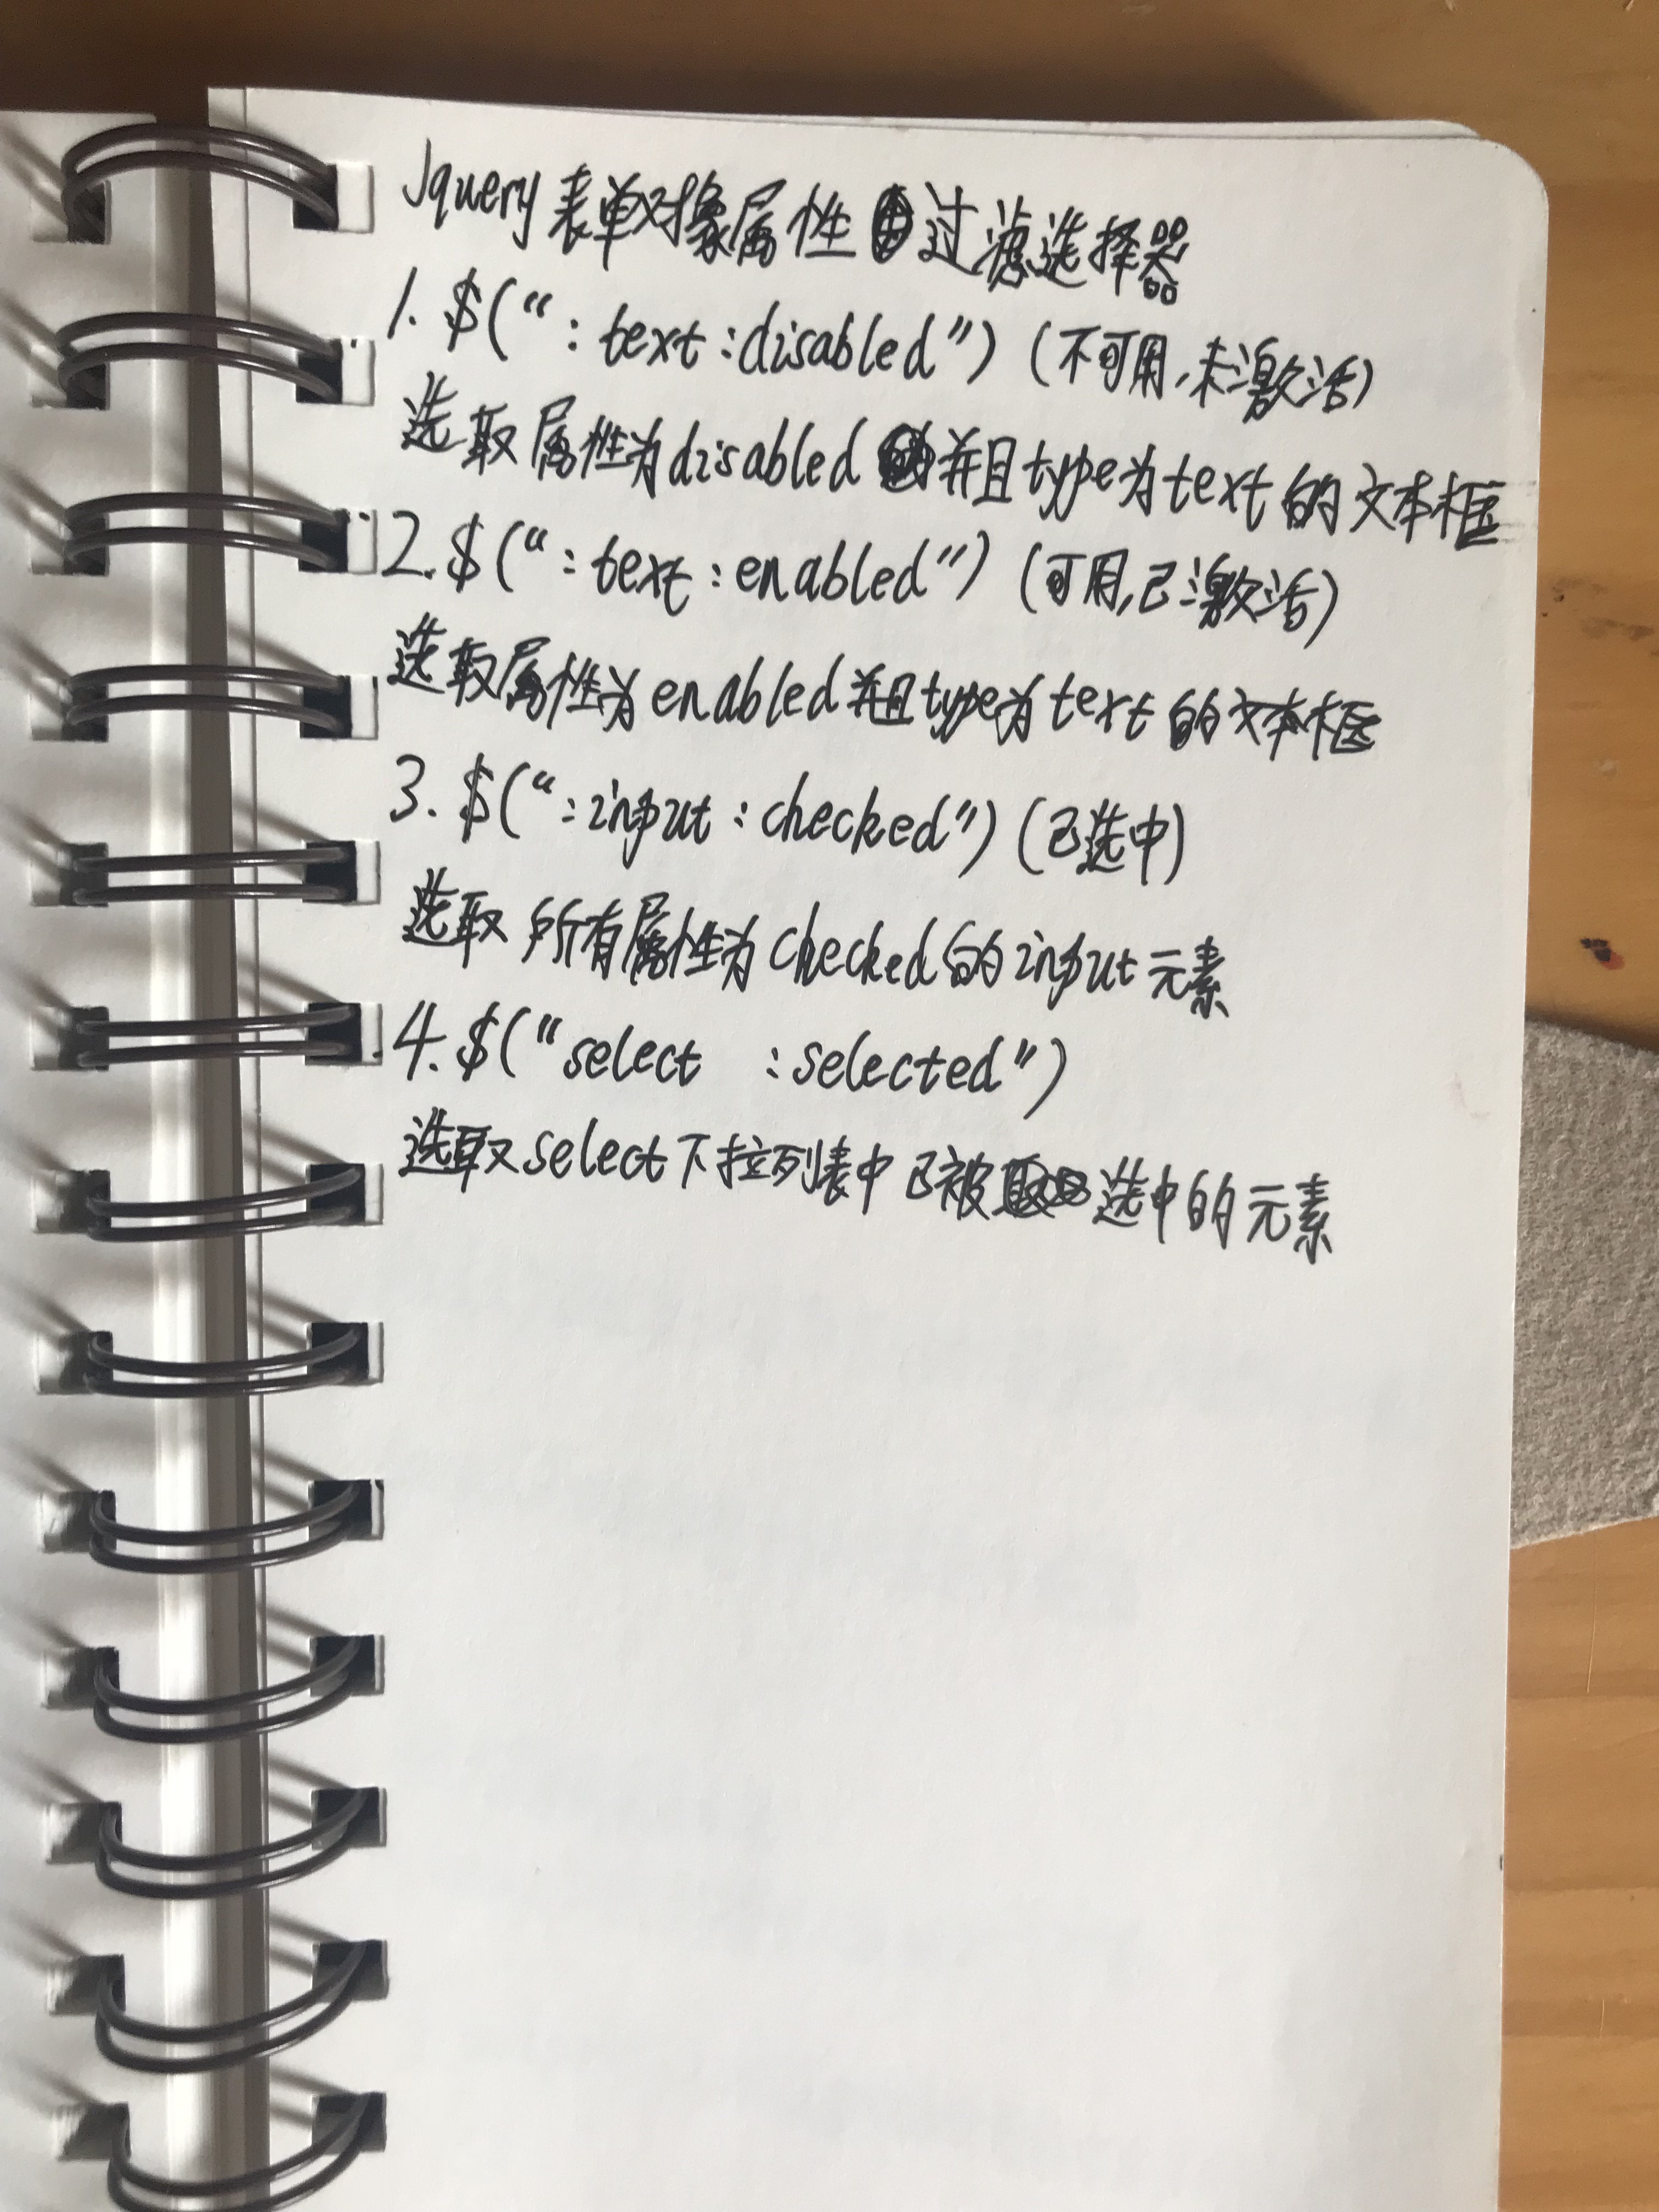 Jquery表单对象属性过滤选择器
1. $(“:text:disabled”) (不可用,未激活)
选取属性为disabled并且type为text的文本框
2. $(“:text:enabled”) (可用,已激活)
选取属性为enabled并且type为text的文本框
3. $(“:input:checked”) (已选中)
选取所有属性为checked的input元素
4. $(“select :selected”)
选取select下拉列表中已被选中的元素